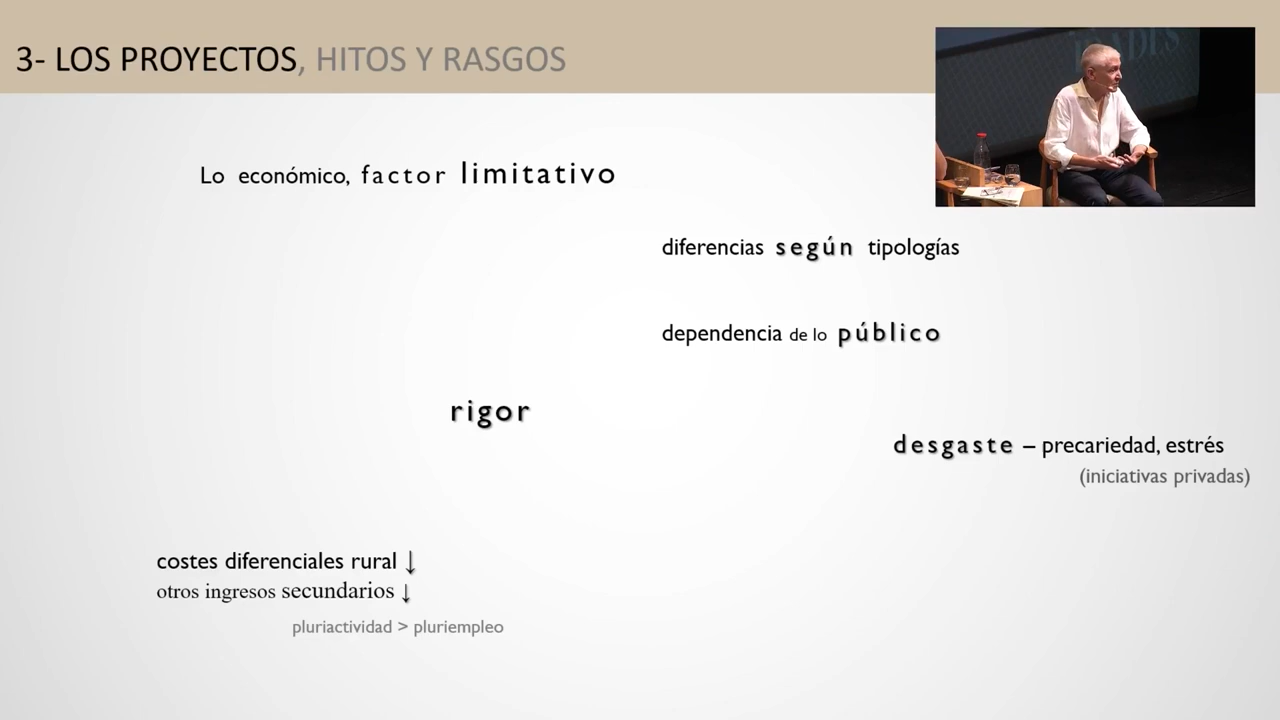 3- LOS PROYECTOS, HITOS Y RASGOS
Lo económico, factor limitativo
diferencias según tipologías
dependencia de lo público
rigor
desgaste – precariedad, estrés
(iniciativas privadas)
costes diferenciales rural ↓
otros ingresos secundarios ↓
pluriactividad > pluriempleo